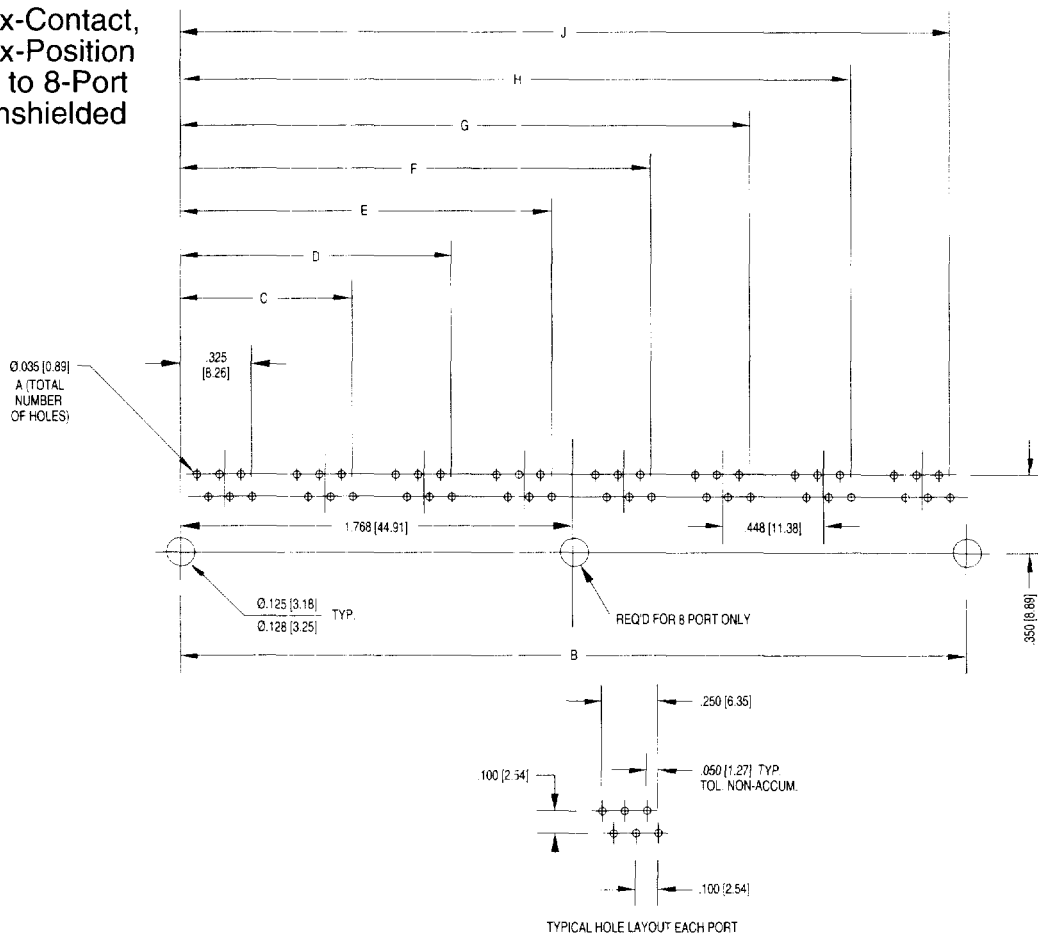 x-Contact,
x-Position
to 8-Port
nshielded
J
H
G
F
E
D
C
.325
[8.26]
Ø.035 [0.89]
A (TOTAL
NUMBER
OF HOLES)
1.768 [44.91]
.448 [11.38]
Ø.125 [3.18]
Ø.128 [3.25]
TYP.
REQ'D FOR 8 PORT ONLY
.350 [8.89]
B
.250 [6.35]
.100 [2.54]
.050 [1.27] TYP.
TOL. NON-ACCUM.
.100 [2.54]
TYPICAL HOLE LAYOUT EACH PORT